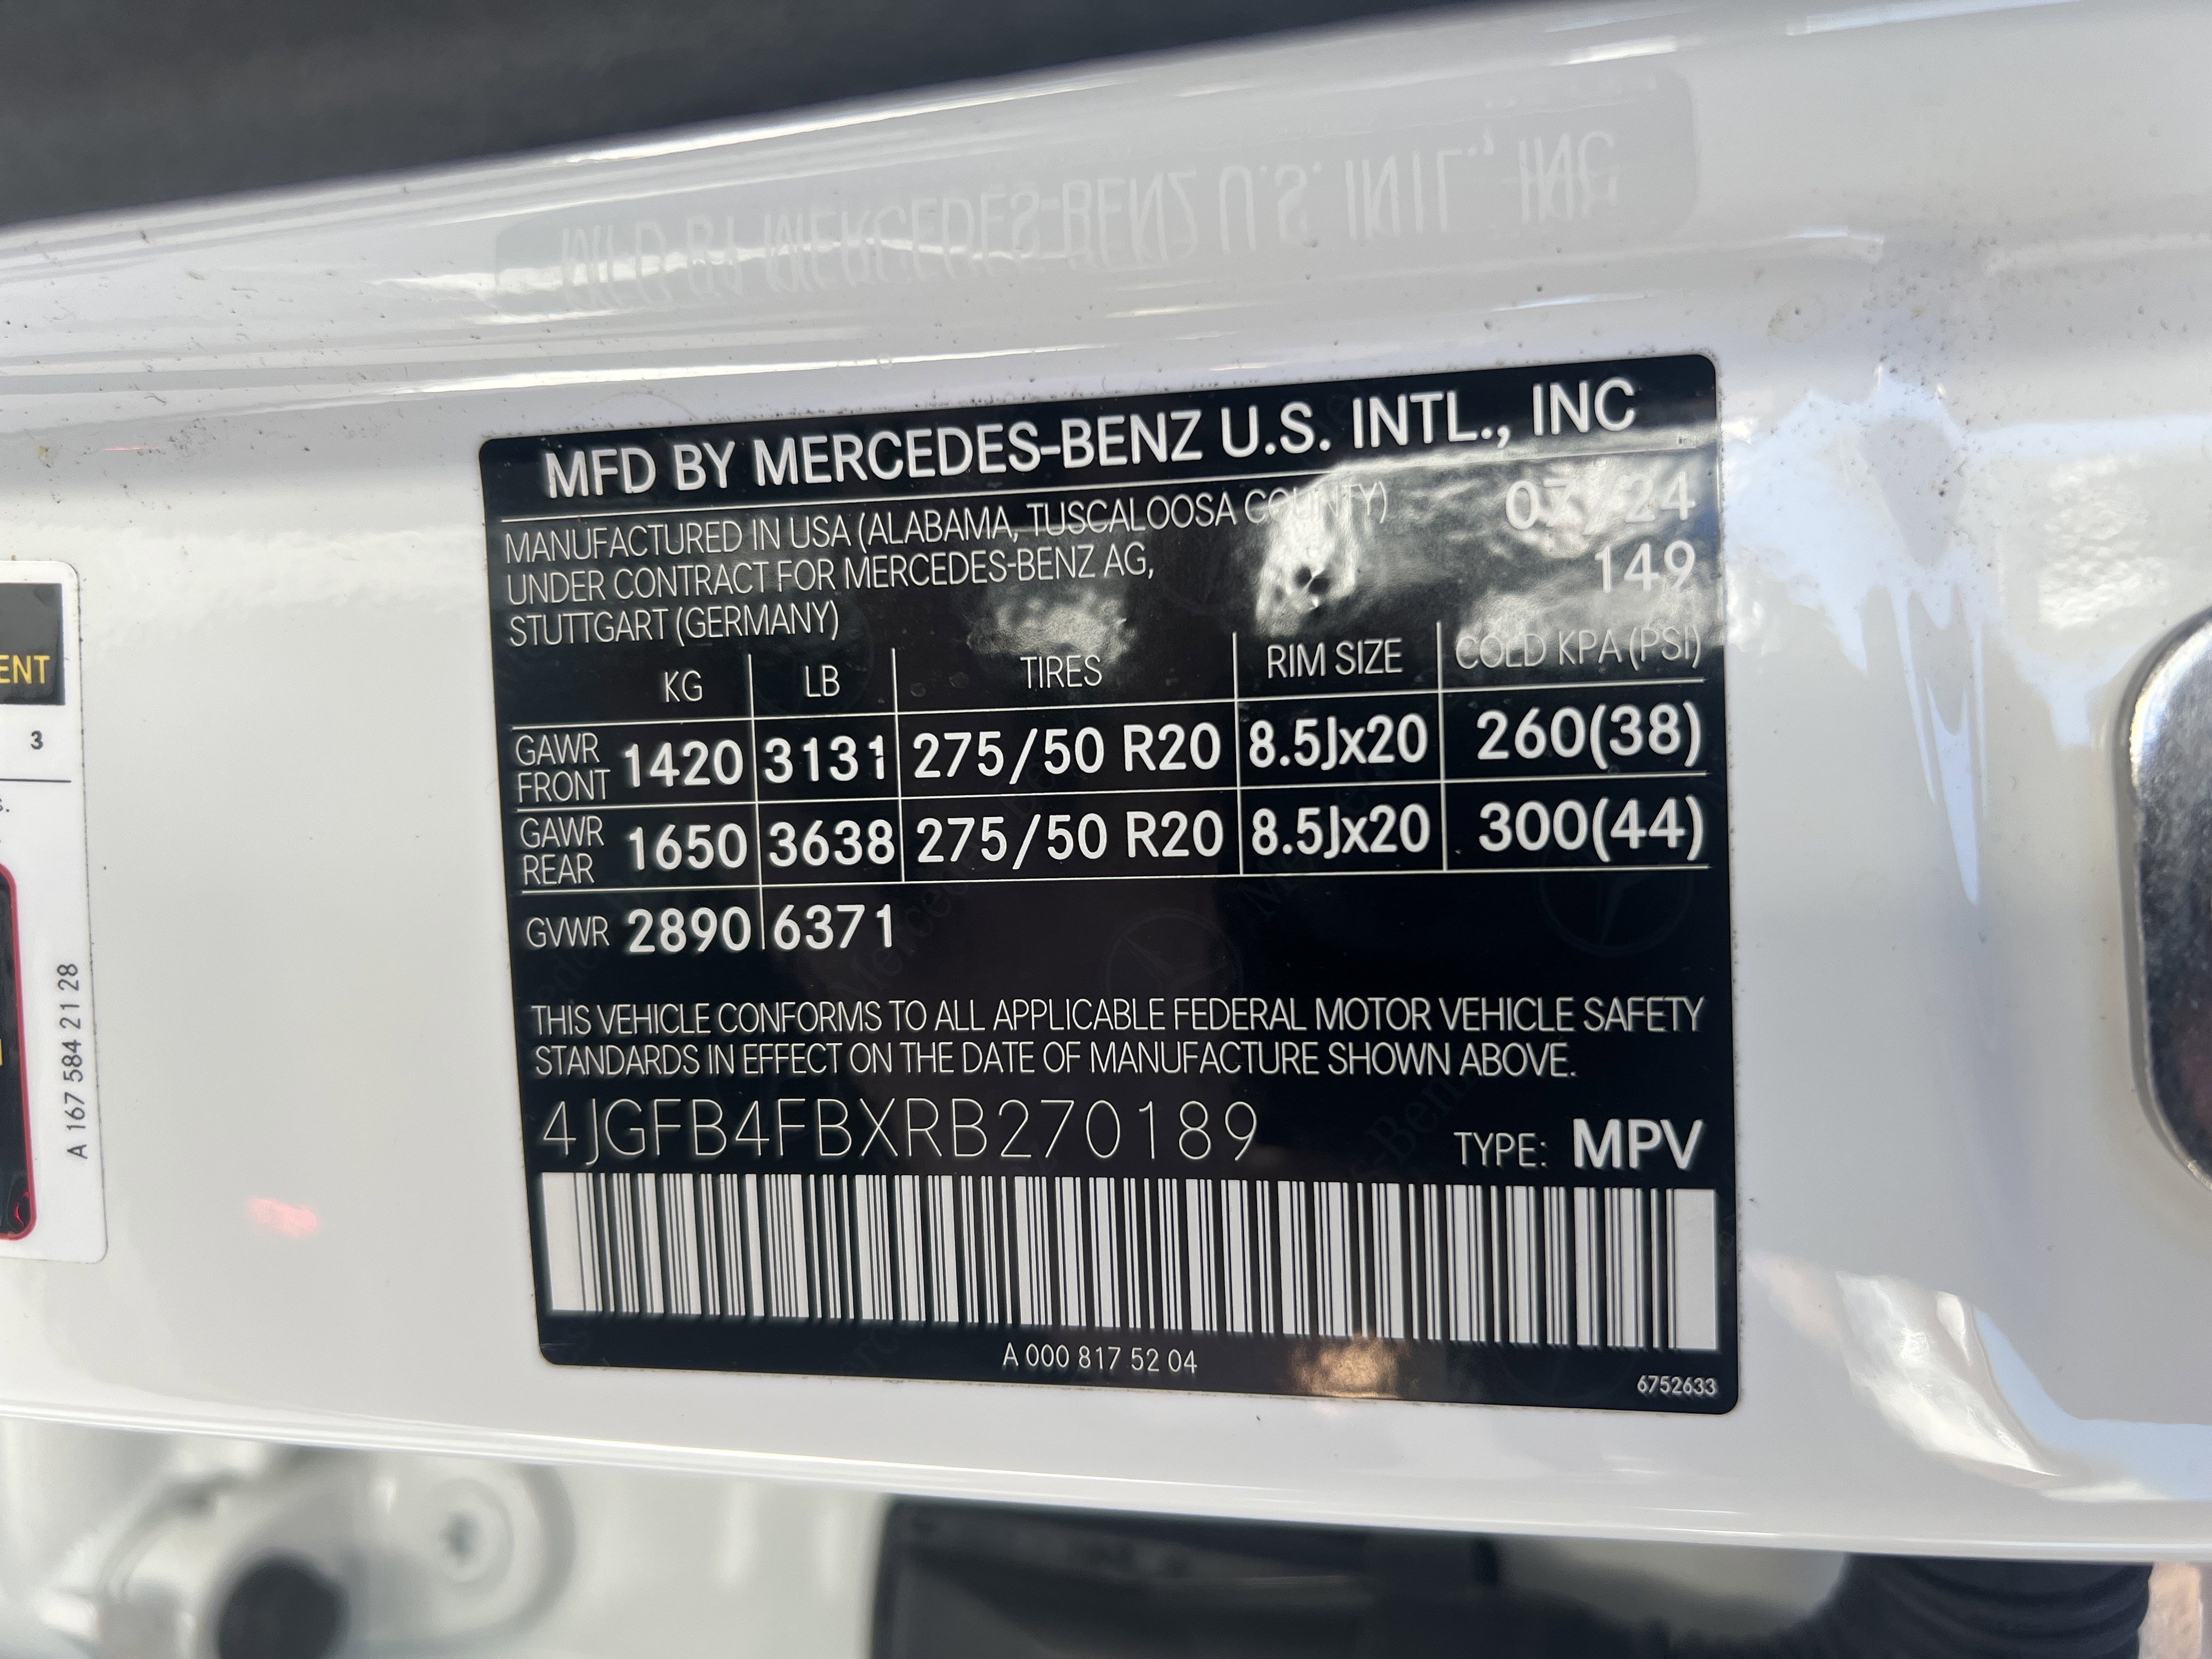 MFD BY MERCEDES-BENZ U.S. INTL., INC
MANUFACTURED IN USA (ALABAMA, TUSCALOOSA COUNTY) 07/24
UNDER CONTRACT FOR MERCEDES-BENZ AG, 149
STUTTGART (GERMANY)
KG LB TIRES RIM SIZE COLD KPA (PSI)
GAWR FRONT 1420 3131 275/50 R20 8.5Jx20 260(38)
GAWR REAR 1650 3638 275/50 R20 8.5Jx20 300(44)
GVWR 2890 6371
THIS VEHICLE CONFORMS TO ALL APPLICABLE FEDERAL MOTOR VEHICLE SAFETY
STANDARDS IN EFFECT ON THE DATE OF MANUFACTURE SHOWN ABOVE.
4JGFB4FBXRB270189 TYPE: MPV
A 000 817 52 04
6752633
ENT
3
A 167 584 21 28